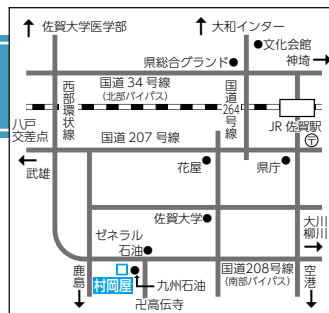 佐賀大学医学部
大和インター
文化会館
県総合グランド
神埼
国道 34 号線
(北部バイパス)
西部環状線
国道264号線
JR 佐賀駅
〒
八戸
交差点
国道 207 号線
武雄
花屋
県庁
佐賀大学
大川
柳川
ゼネラル
石油
鹿島
村岡屋
九州石油
卍高伝寺
国道208号線
(南部バイパス)
空港